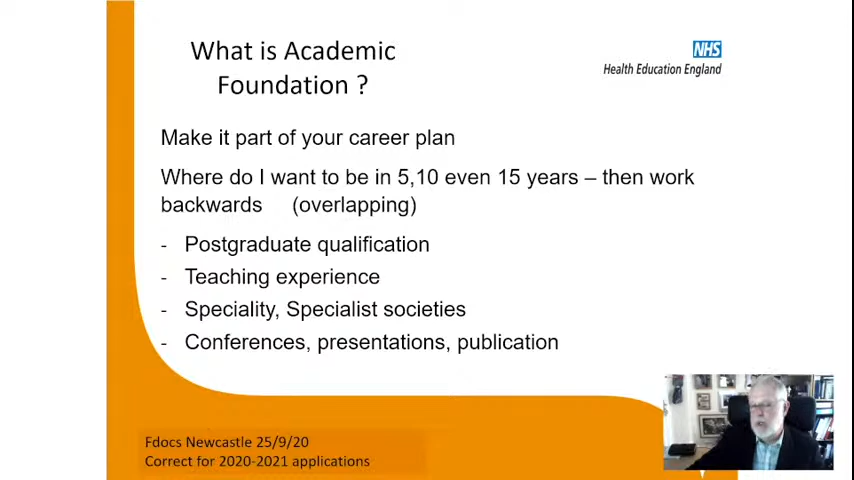 What is Academic
Foundation ?
NHS
Health Education England
Make it part of your career plan
Where do I want to be in 5,10 even 15 years – then work
backwards (overlapping)
- Postgraduate qualification
- Teaching experience
- Speciality, Specialist societies
- Conferences, presentations, publication
Fdocs Newcastle 25/9/20
Correct for 2020-2021 applications